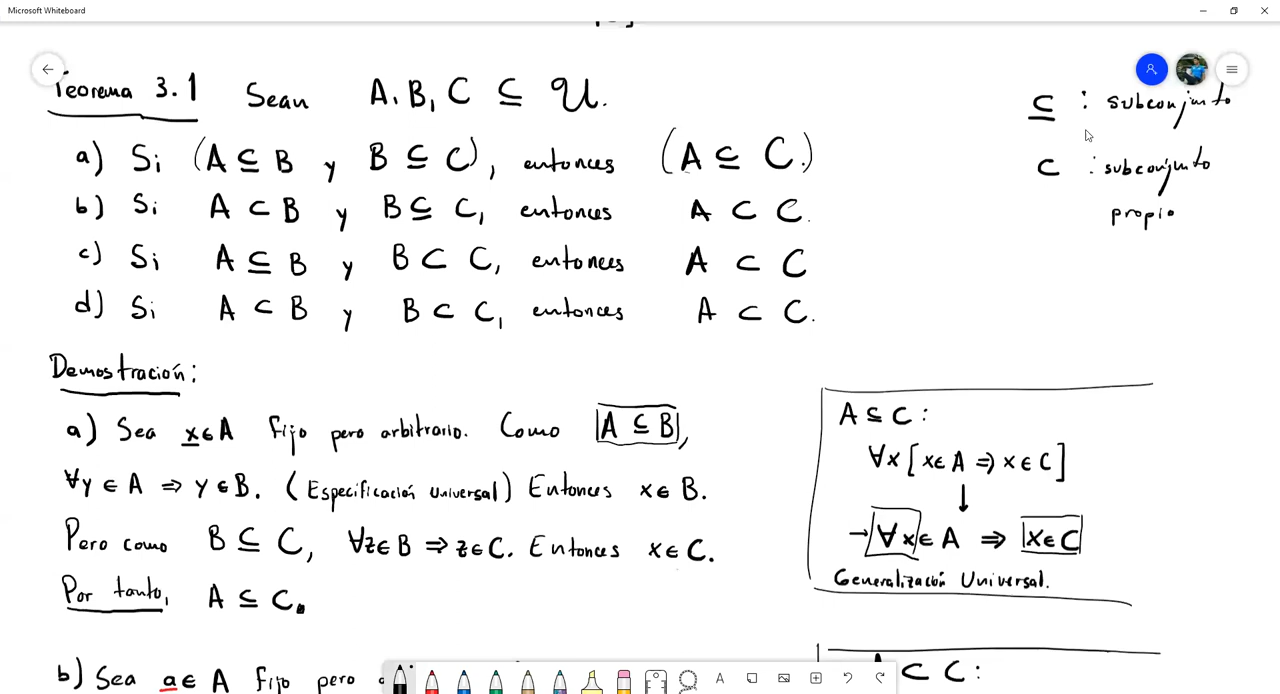 Microsoft Whiteboard
Teorema 3.1 Sean A, B, C ⊆ 𝒰.
a) Si (A ⊆ B y B ⊆ C), entonces (A ⊆ C.)
b) Si A ⊂ B y B ⊆ C, entonces A ⊂ C.
c) Si A ⊆ B y B ⊂ C, entonces A ⊂ C
d) Si A ⊂ B y B ⊂ C, entonces A ⊂ C.
⊆ : subconjunto
⊂ : subconjunto
propio
Demostración:
a) Sea x ∈ A fijo pero arbitrario. Como A ⊆ B,
∀y ∈ A ⇒ y ∈ B. (Especificación Universal) Entonces x ∈ B.
Pero como B ⊆ C, ∀z ∈ B ⇒ z ∈ C. Entonces x ∈ C.
Por tanto, A ⊆ C.
A ⊆ C:
∀x [x ∈ A ⇒ x ∈ C]
↓
→ ∀x ∈ A ⇒ x ∈ C
Generalización Universal.
b) Sea a ∈ A fijo pero
A ⊂ C: